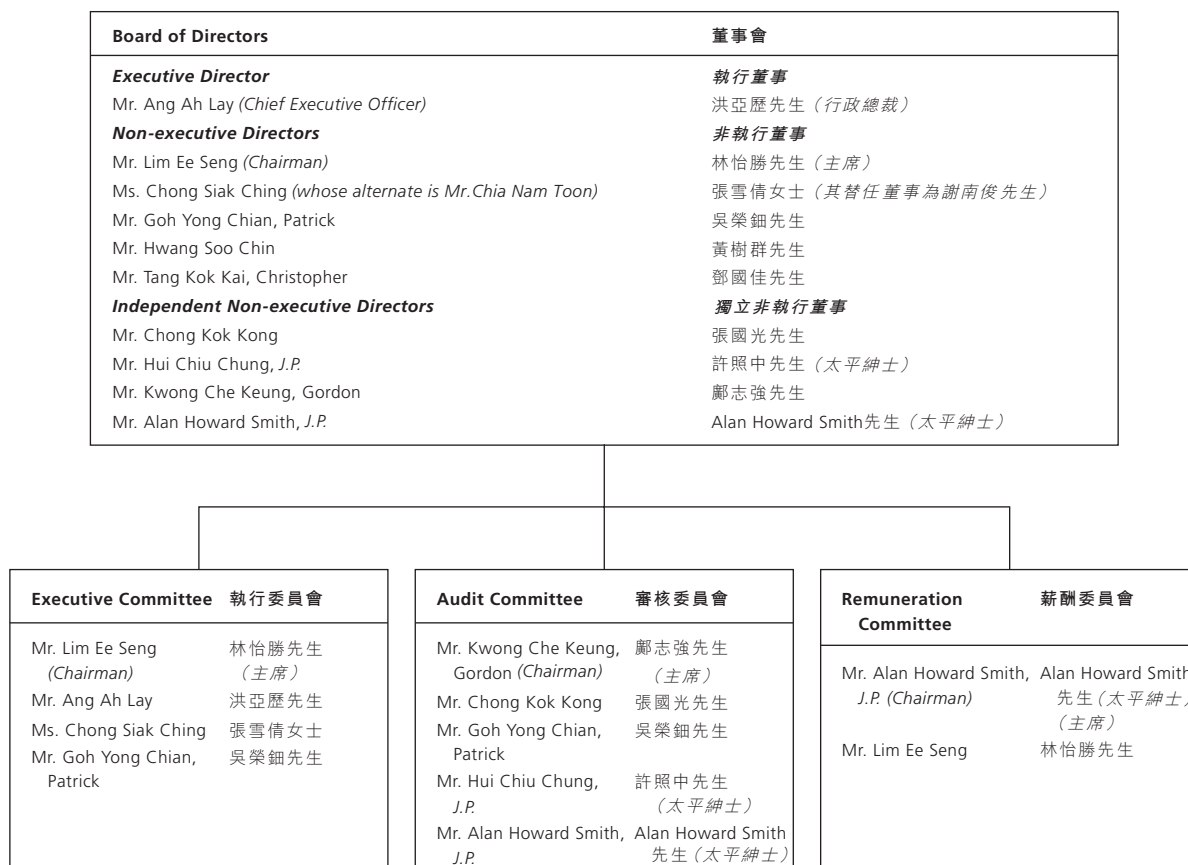 Board of Directors 董事會
Executive Director 執行董事
Mr. Ang Ah Lay (Chief Executive Officer) 洪亞歷先生（行政總裁）
Non-executive Directors 非執行董事
Mr. Lim Ee Seng (Chairman) 林怡勝先生（主席）
Ms. Chong Siak Ching (whose alternate is Mr.Chia Nam Toon) 張雪倩女士（其替任董事為謝南俊先生）
Mr. Goh Yong Chian, Patrick 吳榮鈿先生
Mr. Hwang Soo Chin 黃樹群先生
Mr. Tang Kok Kai, Christopher 鄧國佳先生
Independent Non-executive Directors 獨立非執行董事
Mr. Chong Kok Kong 張國光先生
Mr. Hui Chiu Chung, J.P. 許照中先生（太平紳士）
Mr. Kwong Che Keung, Gordon 鄺志強先生
Mr. Alan Howard Smith, J.P. Alan Howard Smith先生（太平紳士）
Executive Committee 執行委員會
Mr. Lim Ee Seng 林怡勝先生
(Chairman) （主席）
Mr. Ang Ah Lay 洪亞歷先生
Ms. Chong Siak Ching 張雪倩女士
Mr. Goh Yong Chian, 吳榮鈿先生
Patrick
Audit Committee 審核委員會
Mr. Kwong Che Keung, 鄺志強先生
Gordon (Chairman) （主席）
Mr. Chong Kok Kong 張國光先生
Mr. Goh Yong Chian, 吳榮鈿先生
Patrick
Mr. Hui Chiu Chung, 許照中先生
J.P. （太平紳士）
Mr. Alan Howard Smith, Alan Howard Smith
J.P. 先生（太平紳士）
Remuneration 薪酬委員會
Committee
Mr. Alan Howard Smith, Alan Howard Smith
J.P. (Chairman) 先生（太平紳士）
（主席）
Mr. Lim Ee Seng 林怡勝先生